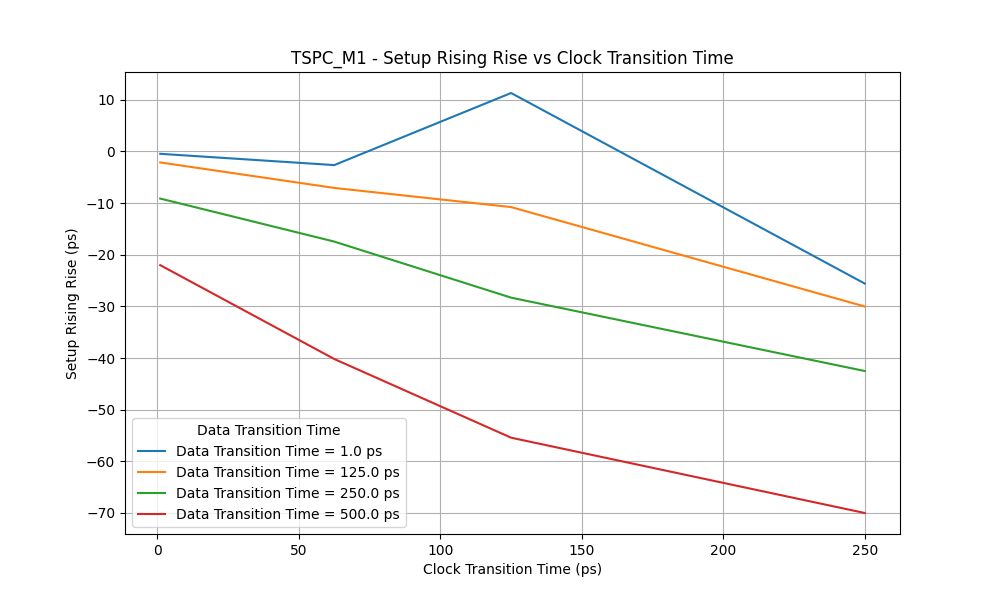 TSPC_M1 - Setup Rising Rise vs Clock Transition Time
Setup Rising Rise (ps)
10
0
−10
−20
−30
−40
−50
−60
−70
Data Transition Time
Data Transition Time = 1.0 ps
Data Transition Time = 125.0 ps
Data Transition Time = 250.0 ps
Data Transition Time = 500.0 ps
0 50 100 150 200 250
Clock Transition Time (ps)